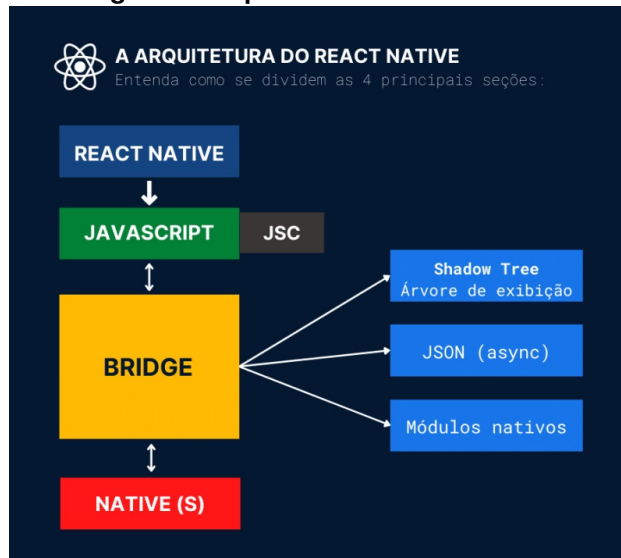 A ARQUITETURA DO REACT NATIVE
Entenda como se dividem as 4 principais seções:
REACT NATIVE
JAVASCRIPT
JSC
Shadow Tree
Árvore de exibição
BRIDGE
JSON (async)
Módulos nativos
NATIVE (S)